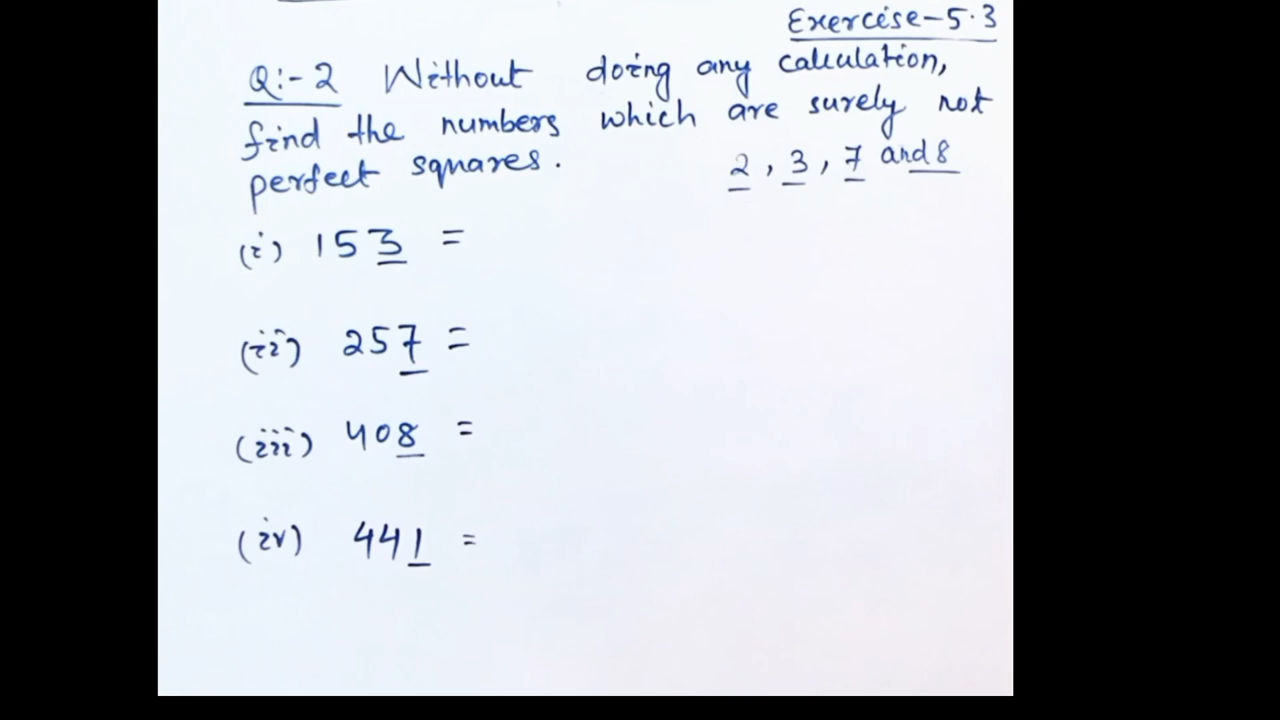 Exercise-5.3
Q:-2 Without doing any calculation,
find the numbers which are surely not
perfect squares. 2, 3, 7 and 8
(i) 153 =
(ii) 257 =
(iii) 408 =
(iv) 441 =